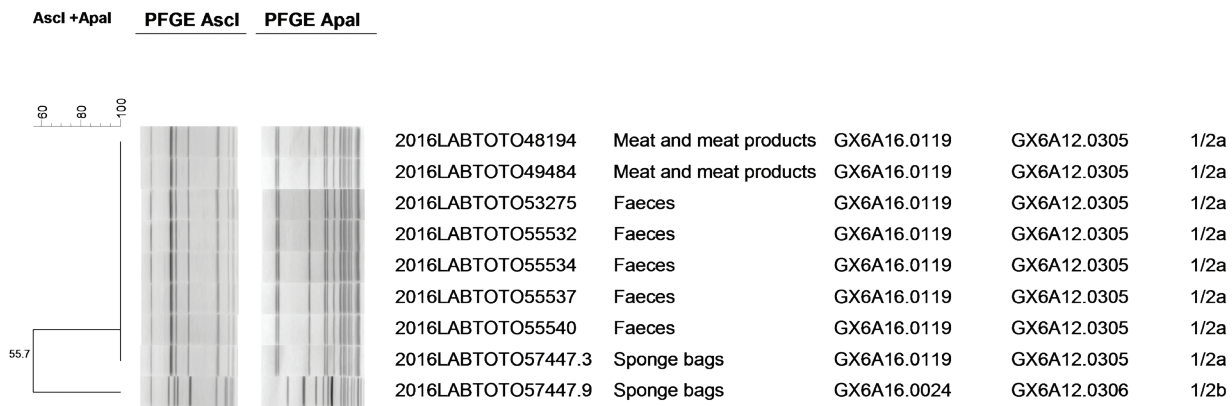 AscI +ApaI PFGE AscI PFGE ApaI
60 80 100
2016LABTOTO48194 Meat and meat products GX6A16.0119 GX6A12.0305 1/2a
2016LABTOTO49484 Meat and meat products GX6A16.0119 GX6A12.0305 1/2a
2016LABTOTO53275 Faeces GX6A16.0119 GX6A12.0305 1/2a
2016LABTOTO55532 Faeces GX6A16.0119 GX6A12.0305 1/2a
2016LABTOTO55534 Faeces GX6A16.0119 GX6A12.0305 1/2a
2016LABTOTO55537 Faeces GX6A16.0119 GX6A12.0305 1/2a
2016LABTOTO55540 Faeces GX6A16.0119 GX6A12.0305 1/2a
55.7
2016LABTOTO57447.3 Sponge bags GX6A16.0119 GX6A12.0305 1/2a
2016LABTOTO57447.9 Sponge bags GX6A16.0024 GX6A12.0306 1/2b